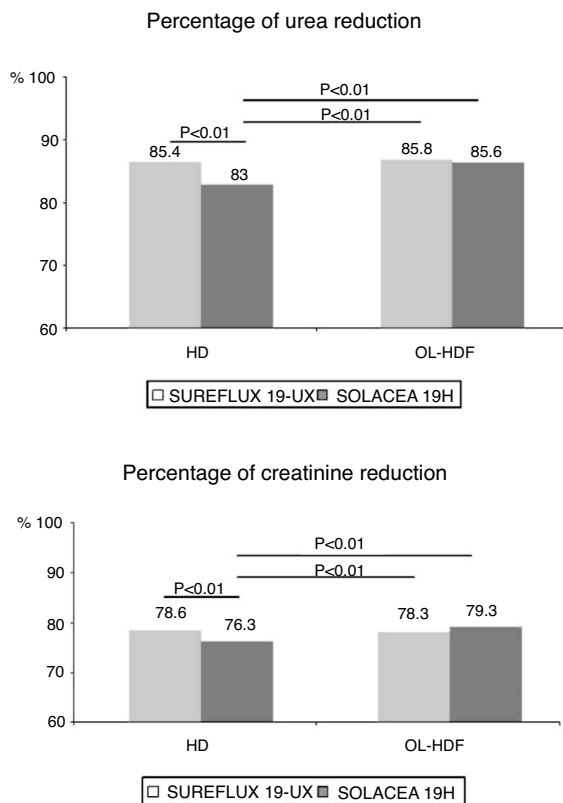 Percentage of urea reduction
% 100
P<0.01
P<0.01
P<0.01
90
85.4
83
85.8
85.6
80
70
60
HD
OL-HDF
SUREFLUX 19-UX SOLACEA 19H
Percentage of creatinine reduction
% 100
P<0.01
90
P<0.01
P<0.01
78.6
76.3
78.3
79.3
80
70
60
HD
OL-HDF
SUREFLUX 19-UX SOLACEA 19H